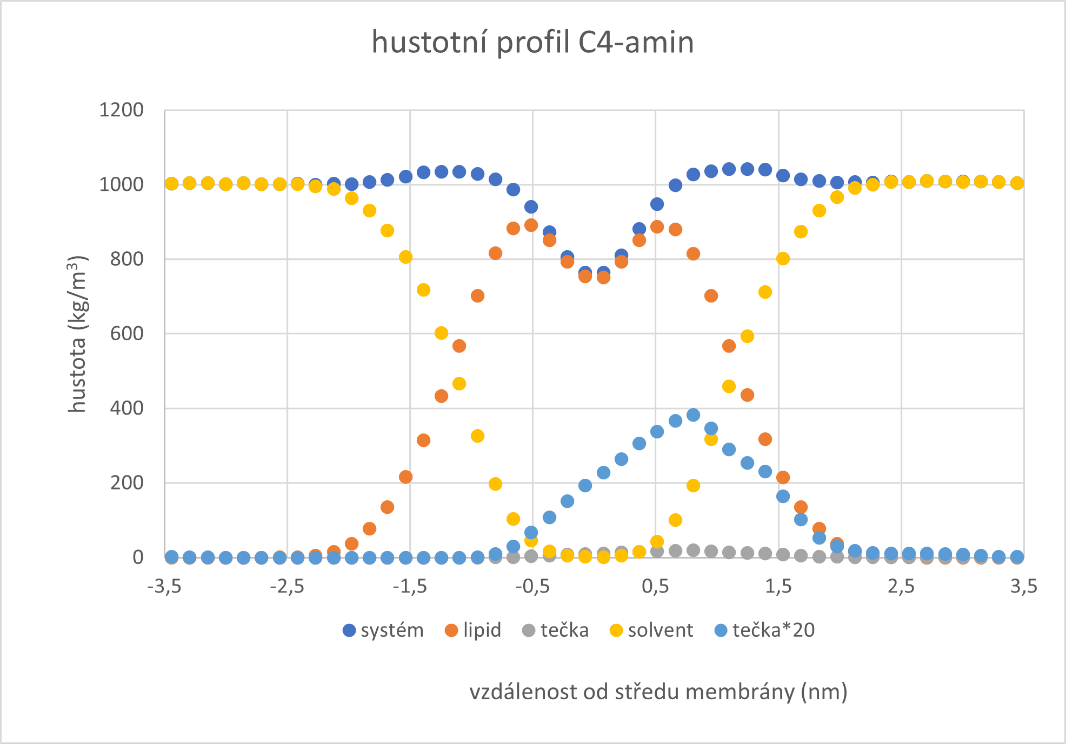 hustotní profil C4-amin
1200
1000
800
600
400
200
0
hustota (kg/m³)
-3,5 -2,5 -1,5 -0,5 0,5 1,5 2,5 3,5
systém lipid tečka solvent tečka*20
vzdálenost od středu membrány (nm)